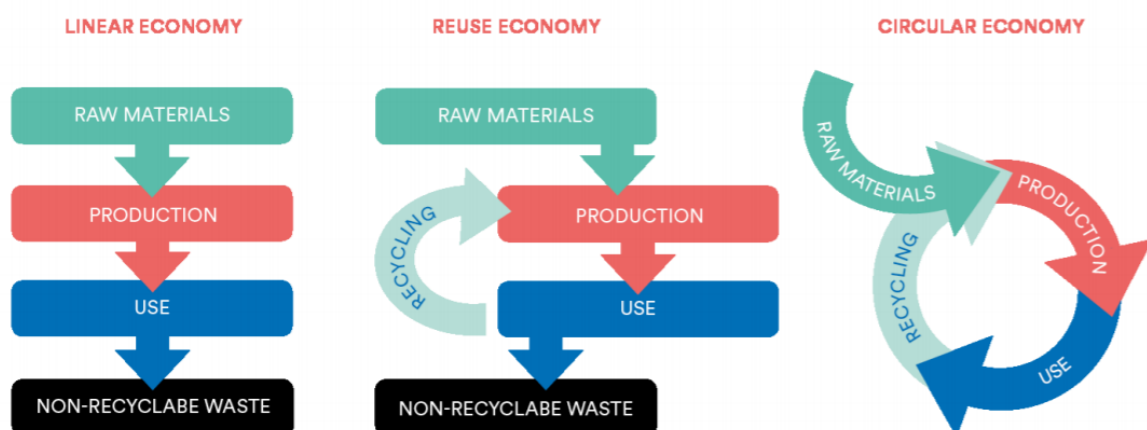 LINEAR ECONOMY
RAW MATERIALS
PRODUCTION
USE
NON-RECYCLABE WASTE
REUSE ECONOMY
RAW MATERIALS
PRODUCTION
RECYCLING
USE
NON-RECYCLABE WASTE
CIRCULAR ECONOMY
RAW MATERIALS
PRODUCTION
USE
RECYCLING